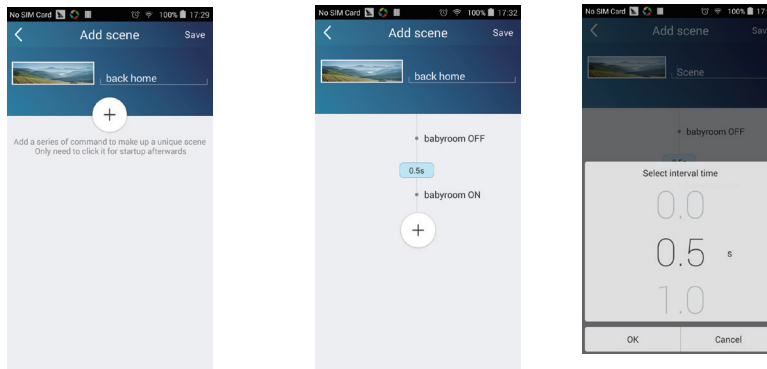 No SIM Card 100% 17:29
Add scene Save
back home
+
Add a series of command to make up a unique scene
Only need to click it for startup afterwards
No SIM Card 100% 17:32
Add scene Save
back home
babyroom OFF
0.5s
babyroom ON
+
No SIM Card 100% 17:
Add scene Sav
Scene
babyroom OFF
Select interval time
0.0
0.5 s
1.0
OK Cancel